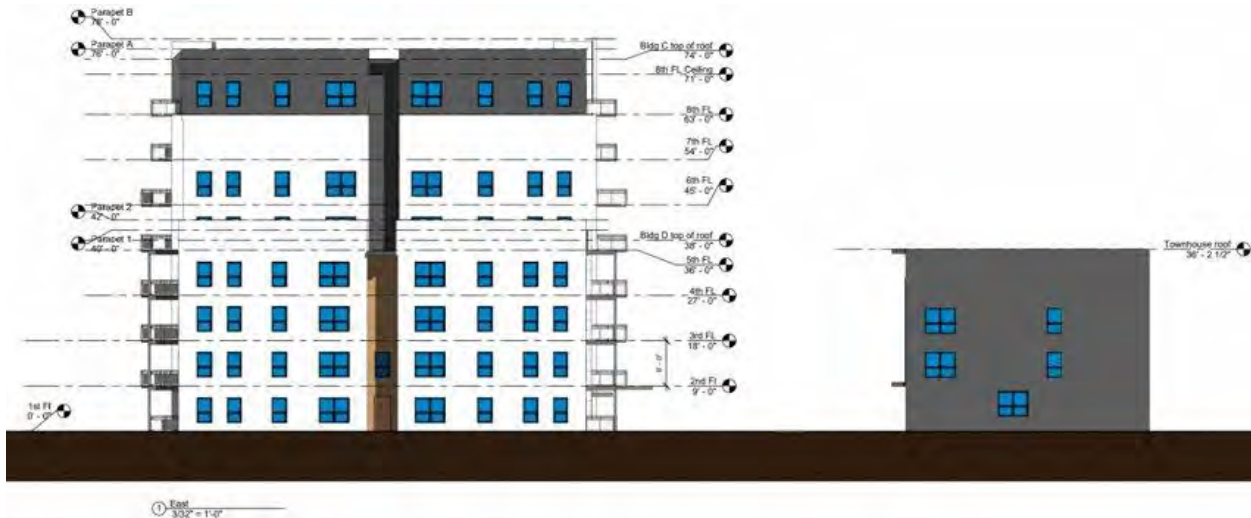 Parapet B
78' - 0"
Parapet A
76' - 0"
Bldg C top of roof
74' - 0"
8th FL Ceiling
71' - 0"
8th FL
63' - 0"
7th FL
54' - 0"
6th FL
45' - 0"
Parapet 2
42' - 0"
Parapet 1
40' - 0"
Bldg D top of roof
38' - 0"
5th FL
36' - 0"
4th FL
27' - 0"
3rd FL
18' - 0"
9' - 0"
2nd Fl
9' - 0"
1st Fl
0' - 0"
Townhouse roof
36' - 2 1/2"
1 East
3/32" = 1'-0"